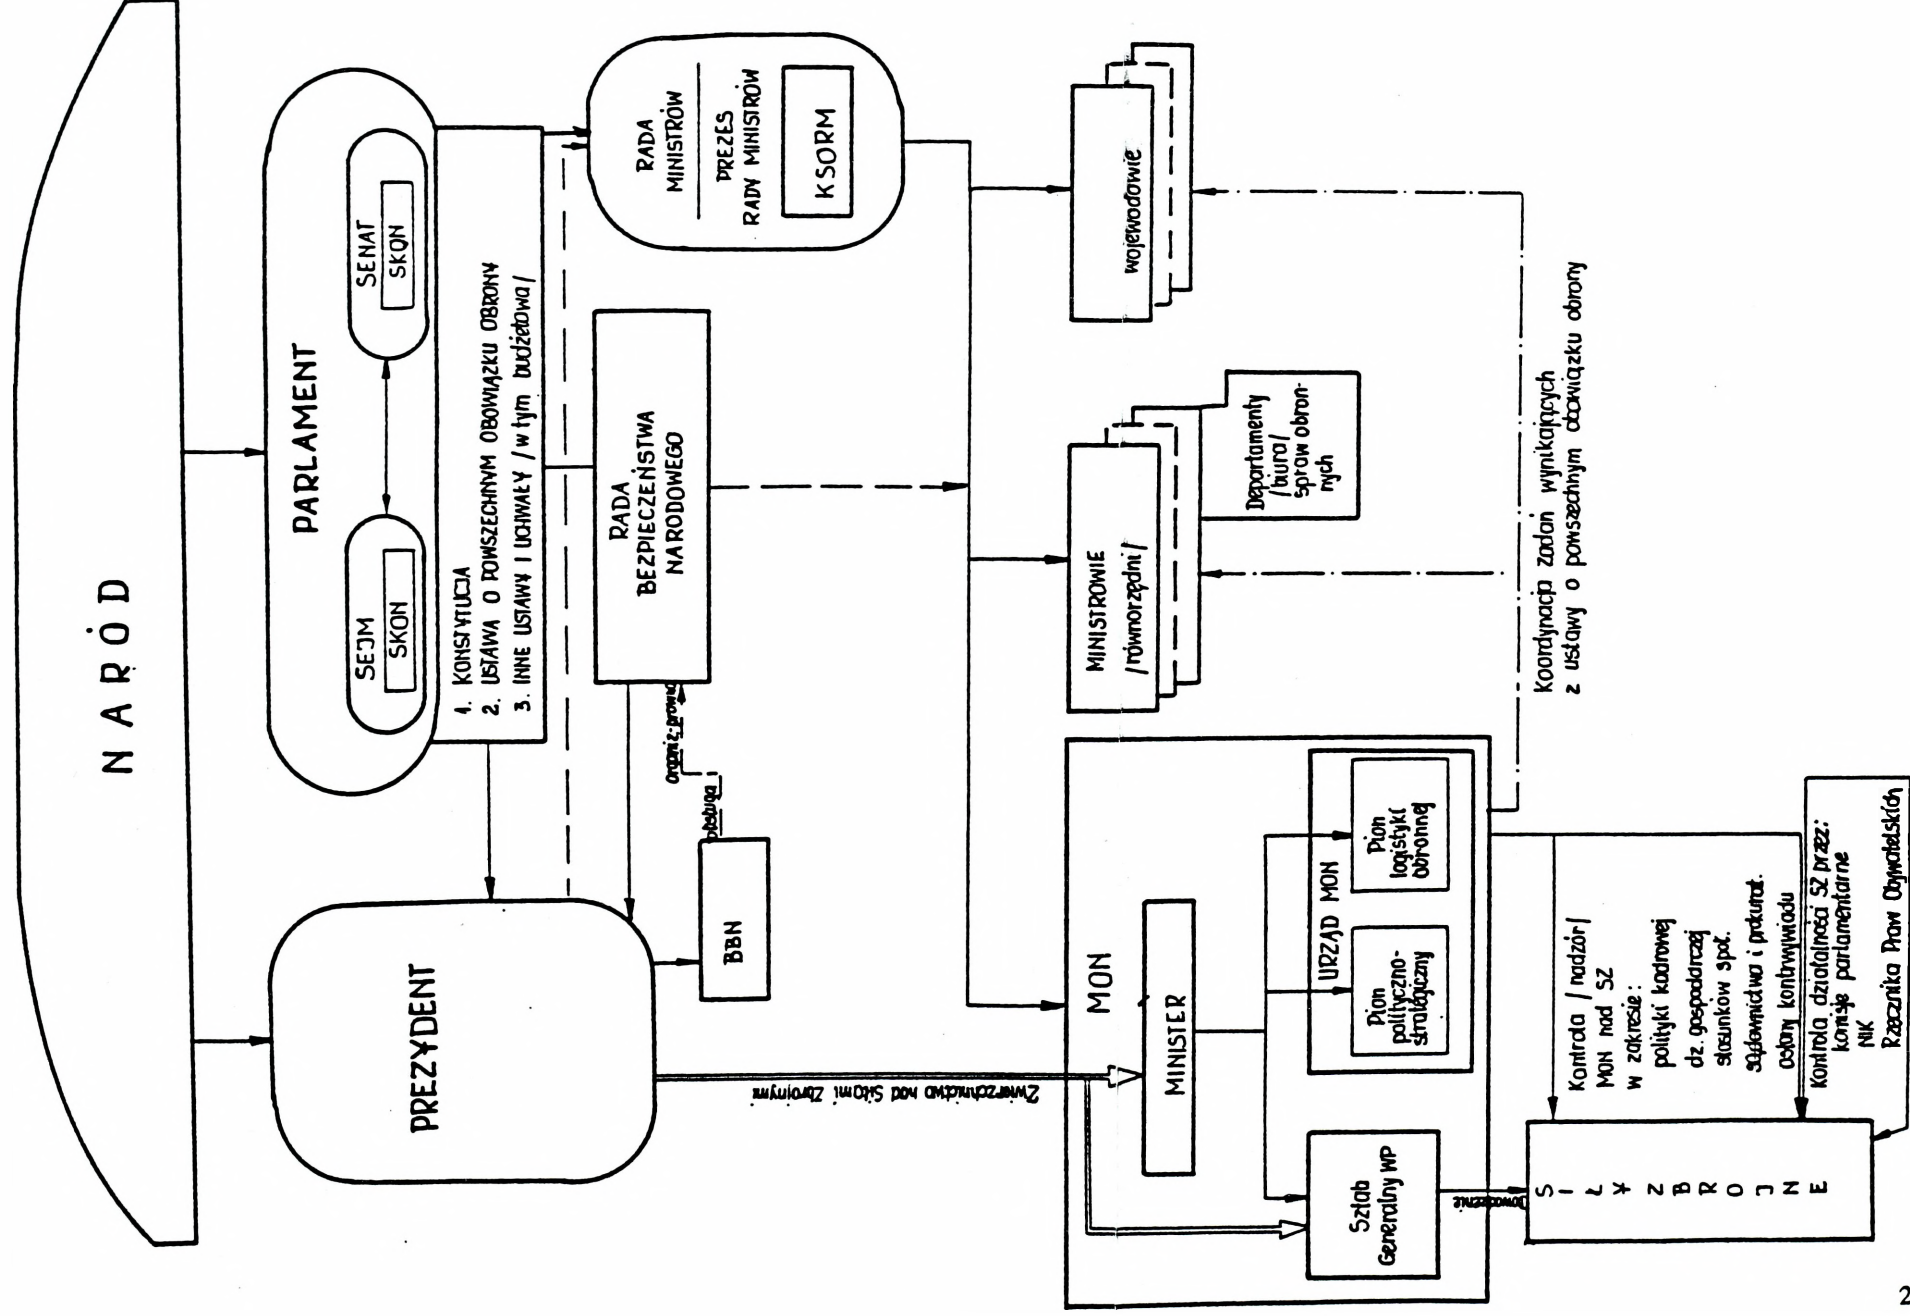 NARÓD
PARLAMENT
SEJM
SKON
SENAT
SKON
1. KONSTYTUCJA
2. USTAWA O POWSZECHNYM OBOWIĄZKU OBRONY
3. INNE USTAWY I UCHWAŁY /w tym budżetowa/
PREZYDENT
RADA
BEZPIECZEŃSTWA
NARODOWEGO
RADA
MINISTRÓW
PREZES
RADY MINISTRÓW
KSORM
obsługa
organiz-prawna
BBN
Zwierzchnictwo nad Siłami Zbrojnymi
MON
MINISTER
URZĄD MON
Pion
polityczno-
strategiczny
Pion
logistyki
obronnej
Sztab
Generalny WP
MINISTROWIE
/równorzędni/
Departamenty
/biura/
spraw obron-
nych
wojewodowie
Koordynacja zadań wynikających
z ustawy o powszechnym obowiązku obrony
Dowodzenie
SIŁY ZBROJNE
Kontrola /nadzór/
MON nad SZ
w zakresie:
polityki kadrowej
dz. gospodarczej
stosunków społ.
sądownictwa i prokurat.
osłony kontrwywiadu
Kontrola działalności SZ przez:
komisje parlamentarne
NIK
Rzecznika Praw Obywatelskich
2